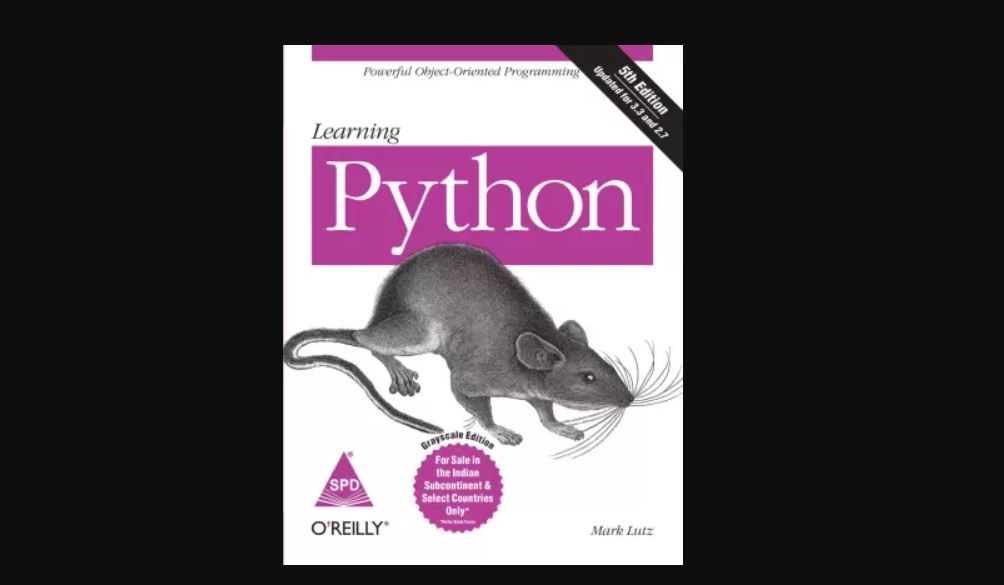 Powerful Object-Oriented Programming
5th Edition
Updated for 3.3 and 2.7
Learning
Python
Grayscale Edition
For Sale in
the Indian
Subcontinent &
Select Countries
Only*
SPD®
O'REILLY®
Mark Lutz